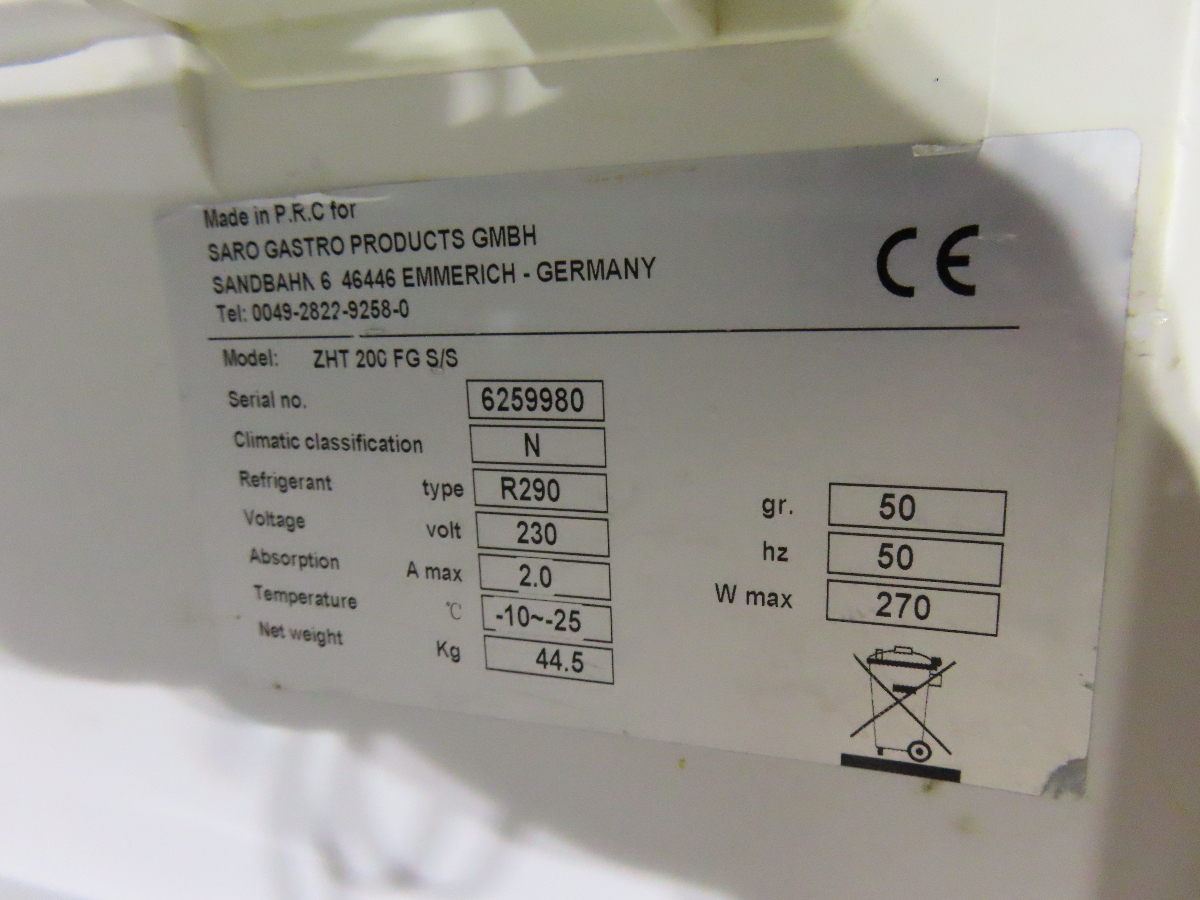 Made in P.R.C for
SARO GASTRO PRODUCTS GMBH
SANDBAHN 6 46446 EMMERICH - GERMANY
Tel: 0049-2822-9258-0
CE
Model: ZHT 200 FG S/S
Serial no. 6259980
Climatic classification N
Refrigerant type R290 gr. 50
Voltage volt 230 hz 50
Absorption A max 2.0 W max 270
Temperature ℃ -10~-25
Net weight Kg 44.5